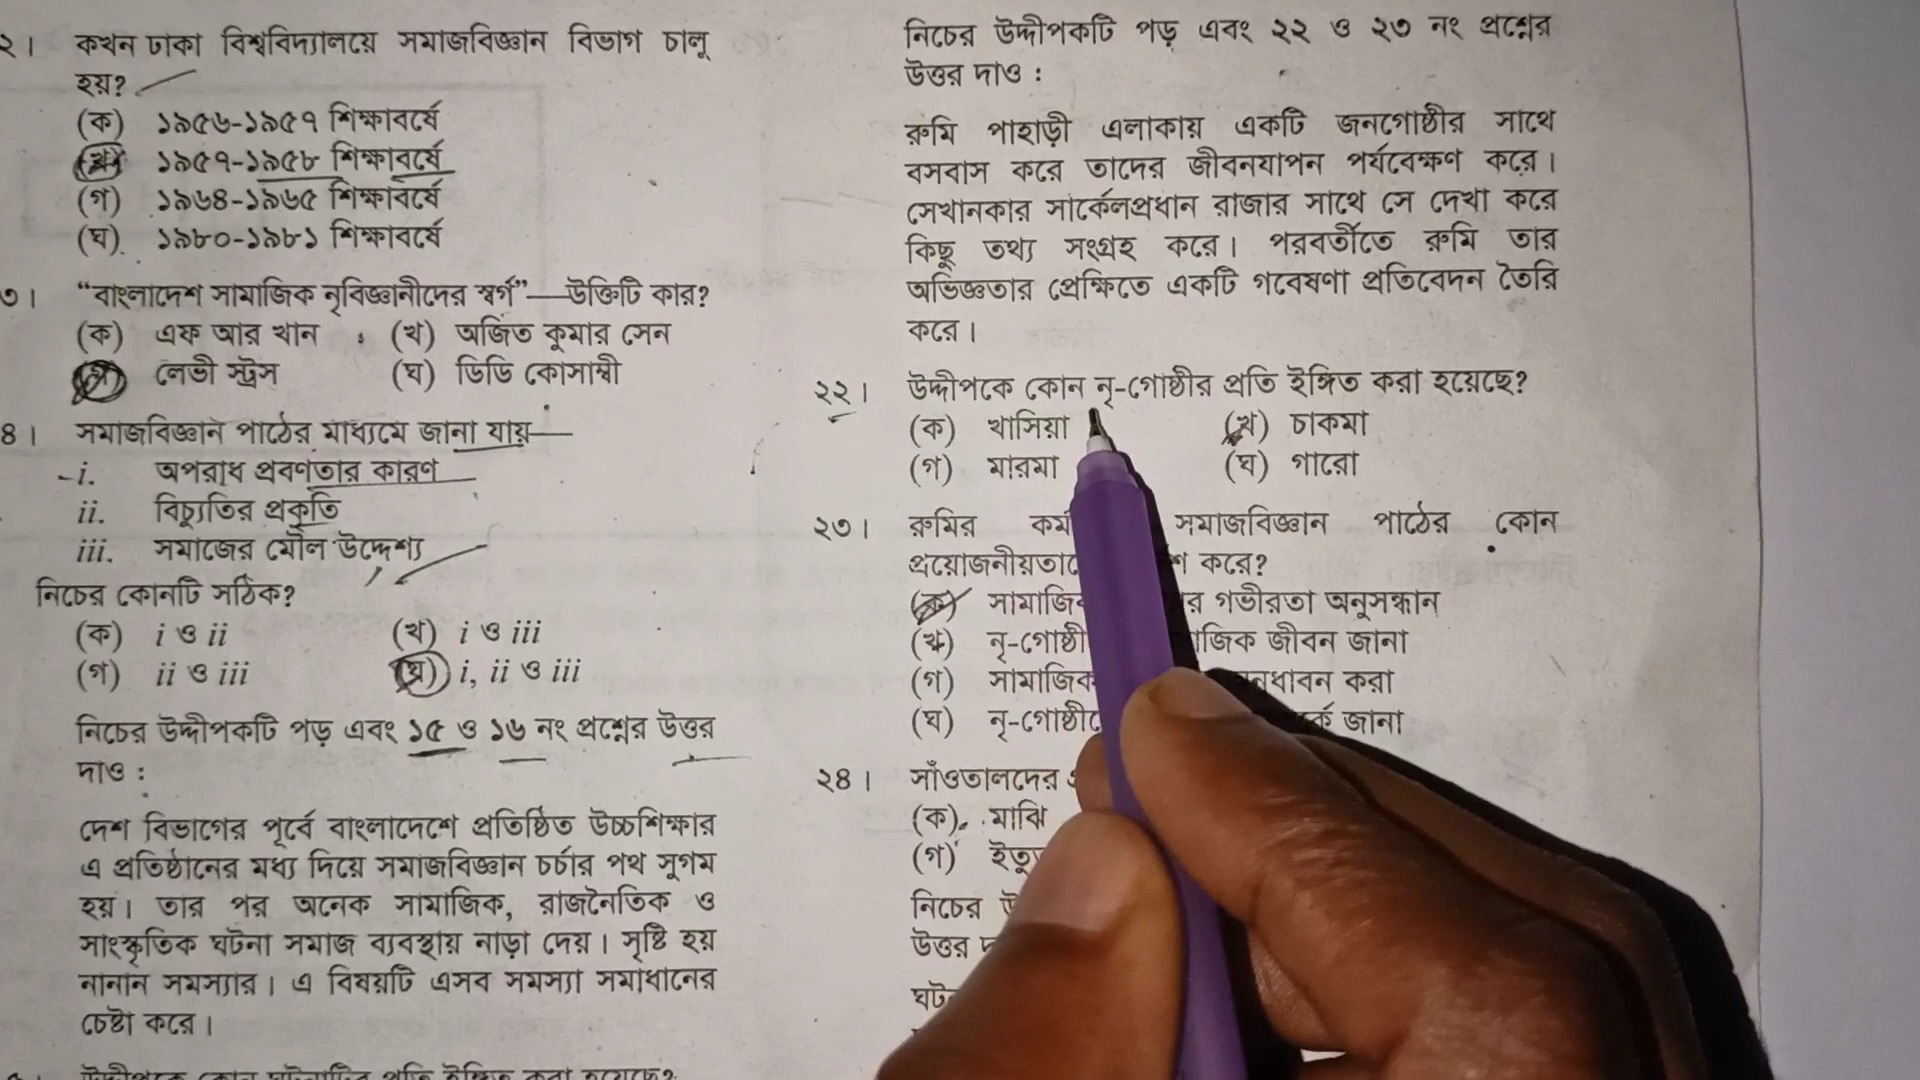 ২। কখন ঢাকা বিশ্ববিদ্যালয়ে সমাজবিজ্ঞান বিভাগ চালু
হয়?
(ক) ১৯৫৬-১৯৫৭ শিক্ষাবর্ষে
(খ) ১৯৫৭-১৯৫৮ শিক্ষাবর্ষে
(গ) ১৯৬৪-১৯৬৫ শিক্ষাবর্ষে
(ঘ) ১৯৮০-১৯৮১ শিক্ষাবর্ষে
৩। “বাংলাদেশ সামাজিক নৃবিজ্ঞানীদের স্বর্গ”—উক্তিটি কার?
(ক) এফ আর খান (খ) অজিত কুমার সেন
(গ) লেভী স্ট্রস (ঘ) ডিডি কোসাম্বী
৪। সমাজবিজ্ঞান পাঠের মাধ্যমে জানা যায়—
i. অপরাধ প্রবণতার কারণ
ii. বিচ্যুতির প্রকৃতি
iii. সমাজের মৌল উদ্দেশ্য
নিচের কোনটি সঠিক?
(ক) i ও ii (খ) i ও iii
(গ) ii ও iii (ঘ) i, ii ও iii
নিচের উদ্দীপকটি পড় এবং ১৫ ও ১৬ নং প্রশ্নের উত্তর
দাও :
দেশ বিভাগের পূর্বে বাংলাদেশে প্রতিষ্ঠিত উচ্চশিক্ষার
এ প্রতিষ্ঠানের মধ্য দিয়ে সমাজবিজ্ঞান চর্চার পথ সুগম
হয়। তার পর অনেক সামাজিক, রাজনৈতিক ও
সাংস্কৃতিক ঘটনা সমাজ ব্যবস্থায় নাড়া দেয়। সৃষ্টি হয়
নানান সমস্যার। এ বিষয়টি এসব সমস্যা সমাধানের
চেষ্টা করে।
নিচের উদ্দীপকটি পড় এবং ২২ ও ২৩ নং প্রশ্নের
উত্তর দাও :
রুমি পাহাড়ী এলাকায় একটি জনগোষ্ঠীর সাথে
বসবাস করে তাদের জীবনযাপন পর্যবেক্ষণ করে।
সেখানকার সার্কেলপ্রধান রাজার সাথে সে দেখা করে
কিছু তথ্য সংগ্রহ করে। পরবর্তীতে রুমি তার
অভিজ্ঞতার প্রেক্ষিতে একটি গবেষণা প্রতিবেদন তৈরি
করে।
২২। উদ্দীপকে কোন নৃ-গোষ্ঠীর প্রতি ইঙ্গিত করা হয়েছে?
(ক) খাসিয়া (খ) চাকমা
(গ) মারমা (ঘ) গারো
২৩। রুমির সমাজবিজ্ঞান পাঠের কোন
করে?
(ক) গভীরতা অনুসন্ধান
(খ) নৃ-গোষ্ঠী জীবন জানা
(গ) করা
(ঘ) জানা
২৪। সাঁওতালদের
(ক) মাঝি
(গ)
নিচের
উত্তর